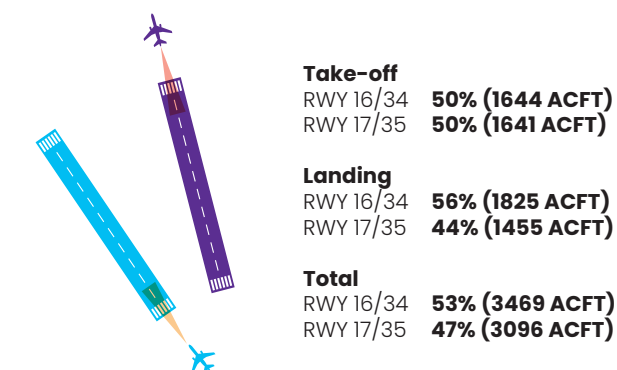 Take-off
RWY 16/34 50% (1644 ACFT)
RWY 17/35 50% (1641 ACFT)
Landing
RWY 16/34 56% (1825 ACFT)
RWY 17/35 44% (1455 ACFT)
Total
RWY 16/34 53% (3469 ACFT)
RWY 17/35 47% (3096 ACFT)